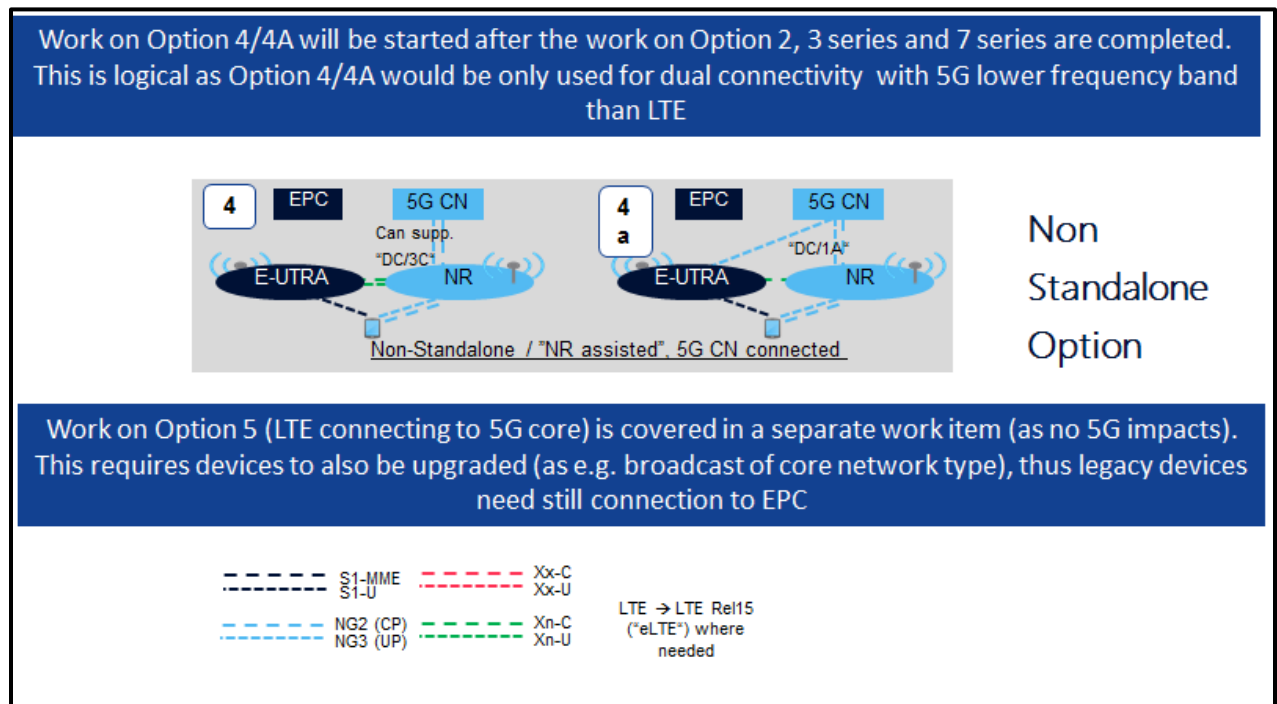 Work on Option 4/4A will be started after the work on Option 2, 3 series and 7 series are completed.
This is logical as Option 4/4A would be only used for dual connectivity with 5G lower frequency band
than LTE
4
EPC
5G CN
Can supp.
"DC/3C"
E-UTRA
NR
4
a
EPC
5G CN
"DC/1A"
E-UTRA
NR
Non-Standalone / "NR assisted", 5G CN connected
Non
Standalone
Option
Work on Option 5 (LTE connecting to 5G core) is covered in a separate work item (as no 5G impacts).
This requires devices to also be upgraded (as e.g. broadcast of core network type), thus legacy devices
need still connection to EPC
S1-MME
S1-U
Xx-C
Xx-U
NG2 (CP)
NG3 (UP)
Xn-C
Xn-U
LTE → LTE Rel15
("eLTE") where
needed